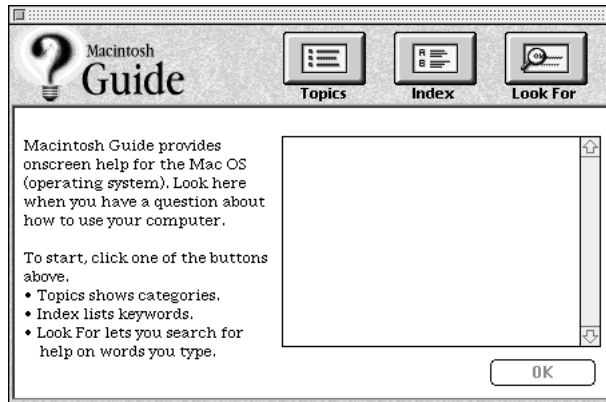 Macintosh
Guide
Topics
Index
Look For
Macintosh Guide provides
onscreen help for the Mac OS
(operating system). Look here
when you have a question about
how to use your computer.
To start, click one of the buttons
above.
• Topics shows categories.
• Index lists keywords.
• Look For lets you search for
help on words you type.
OK